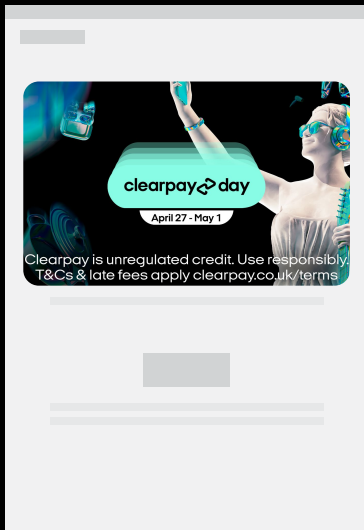 clearpay day
April 27 - May 1
Clearpay is unregulated credit. Use responsibly.
T&Cs & late fees apply clearpay.co.uk/terms